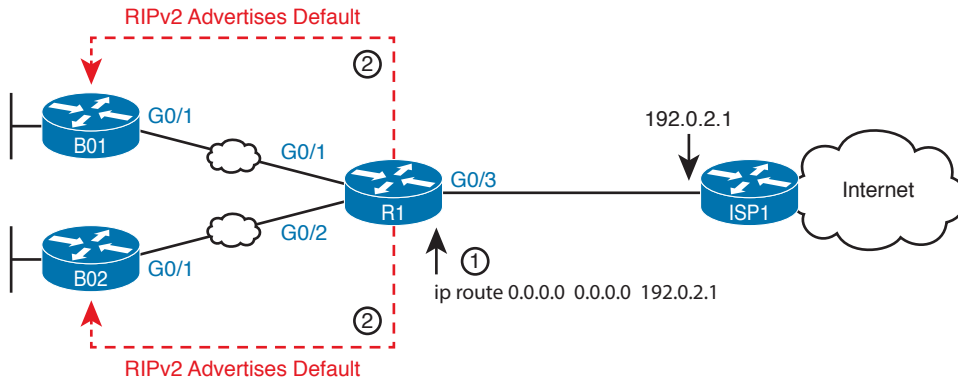 RIPv2 Advertises Default
2
G0/1
B01
G0/1
192.0.2.1
G0/3
R1
ISP1
Internet
G0/2
B02
G0/1
1
ip route 0.0.0.0 0.0.0.0 192.0.2.1
2
RIPv2 Advertises Default